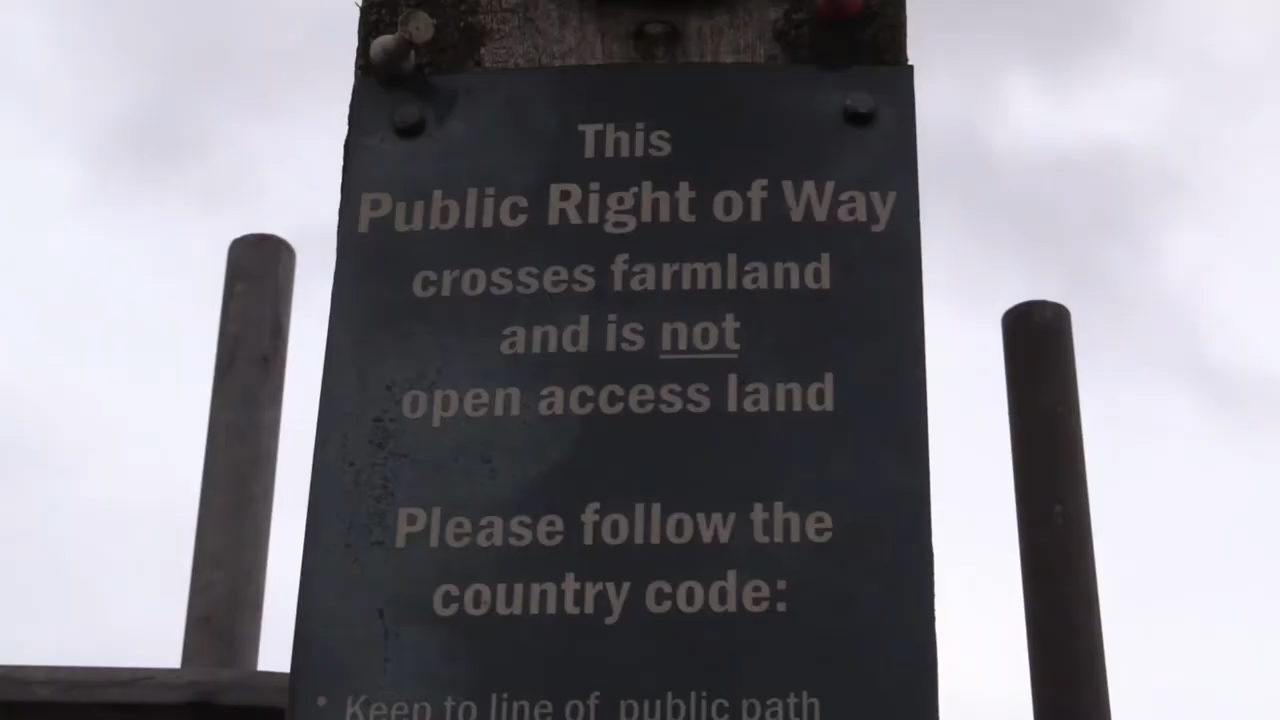 This
Public Right of Way
crosses farmland
and is not
open access land
Please follow the
country code:
• Keep to line of public path